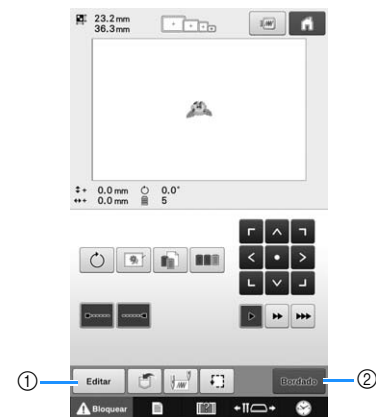 23.2 mm
36.3 mm
0.0 mm 0.0°
0.0 mm 5
① Editar Bordado ②
Bloquear